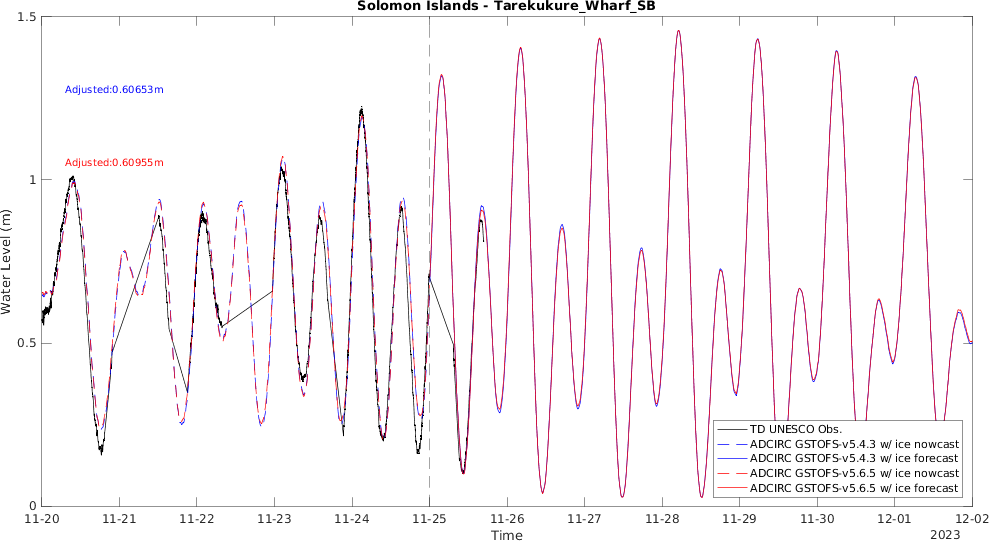 Solomon Islands - Tarekukure_Wharf_SB
Water Level (m)
1.5
1
0.5
0
Adjusted:0.60653m
Adjusted:0.60955m
TD UNESCO Obs.
ADCIRC GSTOFS-v5.4.3 w/ ice nowcast
ADCIRC GSTOFS-v5.4.3 w/ ice forecast
ADCIRC GSTOFS-v5.6.5 w/ ice nowcast
ADCIRC GSTOFS-v5.6.5 w/ ice forecast
11-20 11-21 11-22 11-23 11-24 11-25 11-26 11-27 11-28 11-29 11-30 12-01 12-02
Time
2023